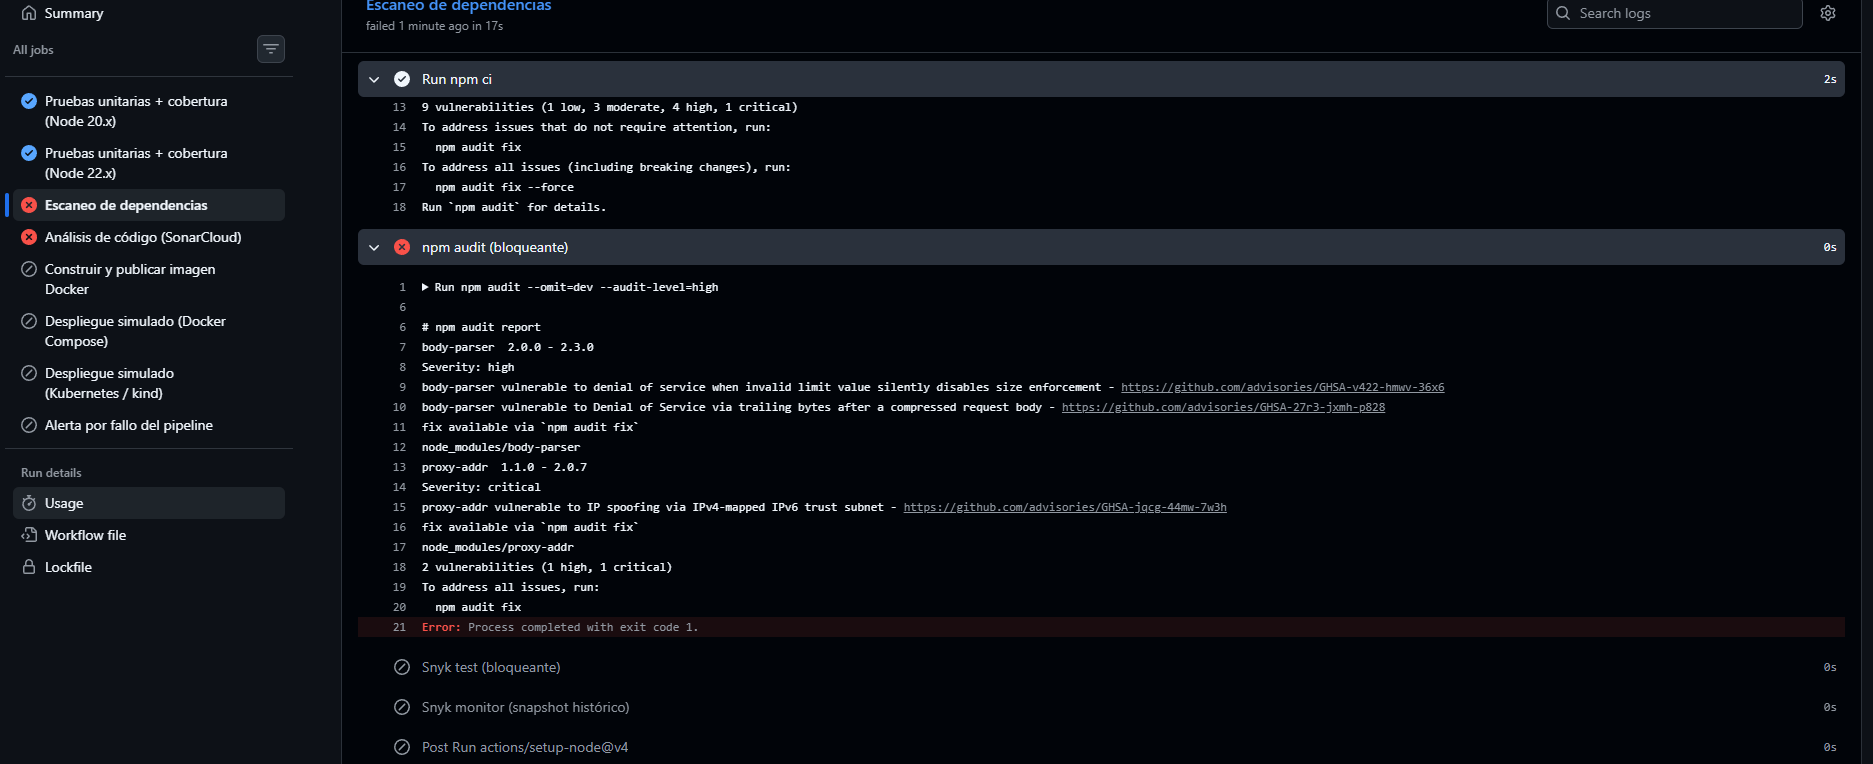 Summary
All jobs
Pruebas unitarias + cobertura
(Node 20.x)
Pruebas unitarias + cobertura
(Node 22.x)
Escaneo de dependencias
Análisis de código (SonarCloud)
Construir y publicar imagen
Docker
Despliegue simulado (Docker
Compose)
Despliegue simulado
(Kubernetes / kind)
Alerta por fallo del pipeline
Run details
Usage
Workflow file
Lockfile
Escaneo de dependencias
failed 1 minute ago in 17s
Search logs
Run npm ci 2s
13 9 vulnerabilities (1 low, 3 moderate, 4 high, 1 critical)
14 To address issues that do not require attention, run:
15 npm audit fix
16 To address all issues (including breaking changes), run:
17 npm audit fix --force
18 Run `npm audit` for details.
npm audit (bloqueante) 0s
1 Run npm audit --omit=dev --audit-level=high
6
6 # npm audit report
7 body-parser 2.0.0 - 2.3.0
8 Severity: high
9 body-parser vulnerable to denial of service when invalid limit value silently disables size enforcement - https://github.com/advisories/GHSA-v422-hmwv-36x6
10 body-parser vulnerable to Denial of Service via trailing bytes after a compressed request body - https://github.com/advisories/GHSA-27r3-jxmh-p828
11 fix available via `npm audit fix`
12 node_modules/body-parser
13 proxy-addr 1.1.0 - 2.0.7
14 Severity: critical
15 proxy-addr vulnerable to IP spoofing via IPv4-mapped IPv6 trust subnet - https://github.com/advisories/GHSA-jqcg-44mw-7w3h
16 fix available via `npm audit fix`
17 node_modules/proxy-addr
18 2 vulnerabilities (1 high, 1 critical)
19 To address all issues, run:
20 npm audit fix
21 Error: Process completed with exit code 1.
Snyk test (bloqueante) 0s
Snyk monitor (snapshot histórico) 0s
Post Run actions/setup-node@v4 0s